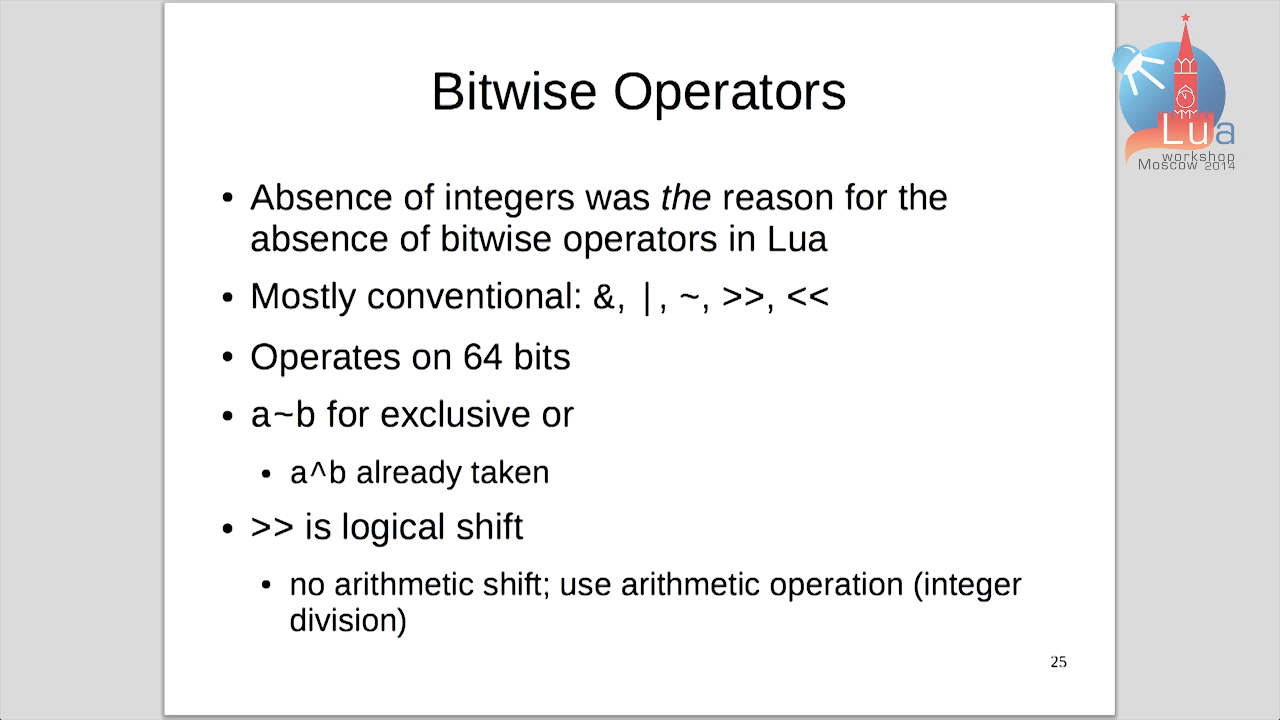 Bitwise Operators
• Absence of integers was the reason for the
absence of bitwise operators in Lua
• Mostly conventional: &, |, ~, >>, <<
• Operates on 64 bits
• a~b for exclusive or
• a^b already taken
• >> is logical shift
• no arithmetic shift; use arithmetic operation (integer
division)
25
Lua
workshop
Moscow 2014